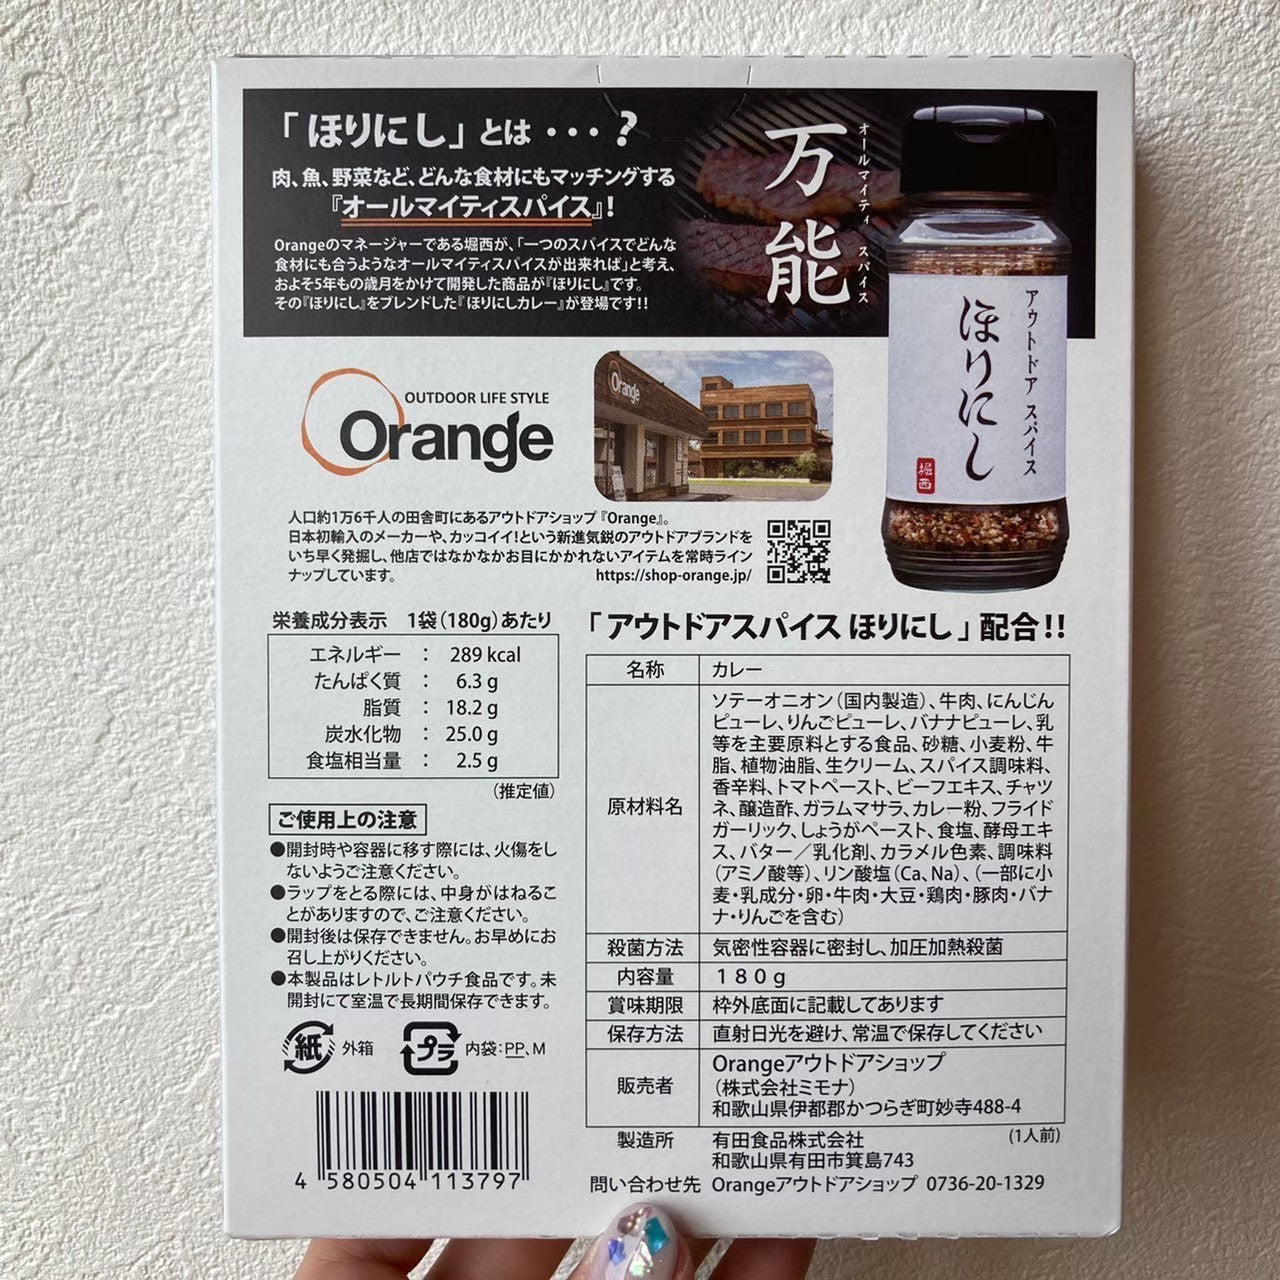 「ほりにし」とは・・・?
肉、魚、野菜など、どんな食材にもマッチングする
『オールマイティスパイス』!
Orangeのマネージャーである堀西が、「一つのスパイスでどんな
食材にも合うようなオールマイティスパイスが出来れば」と考え、
およそ5年もの歳月をかけて開発した商品が『ほりにし』です。
その『ほりにし』をブレンドした『ほりにしカレー』が登場です!!
万能
オールマイティ スパイス
アウトドア スパイス
ほりにし
堀西
OUTDOOR LIFE STYLE
Orange
Orange
人口約1万6千人の田舎町にあるアウトドアショップ『Orange』。
日本初輸入のメーカーや、カッコイイ!という新進気鋭のアウトドアブランドを
いち早く発掘し、他店ではなかなかお目にかかれないアイテムを常時ライン
ナップしています。
https://shop-orange.jp/
栄養成分表示 1袋(180g)あたり
エネルギー : 289 kcal
たんぱく質 : 6.3 g
脂質 : 18.2 g
炭水化物 : 25.0 g
食塩相当量 : 2.5 g
(推定値)
ご使用上の注意
●開封時や容器に移す際には、火傷をし
ないようご注意ください。
●ラップをとる際には、中身がはねるこ
とがありますので、ご注意ください。
●開封後は保存できません。お早めにお
召し上がりください。
●本製品はレトルトパウチ食品です。未
開封にて室温で長期間保存できます。
紙 外箱
プラ 内袋:PP、M
4 580504 113797
「アウトドアスパイス ほりにし」配合!!
名称 カレー
原材料名
ソテーオニオン(国内製造)、牛肉、にんじん
ピューレ、りんごピューレ、バナナピューレ、乳
等を主要原料とする食品、砂糖、小麦粉、牛
脂、植物油脂、生クリーム、スパイス調味料、
香辛料、トマトペースト、ビーフエキス、チャツ
ネ、醸造酢、ガラムマサラ、カレー粉、フライド
ガーリック、しょうがペースト、食塩、酵母エキ
ス、バター/乳化剤、カラメル色素、調味料
(アミノ酸等)、リン酸塩(Ca、Na)、(一部に小
麦・乳成分・卵・牛肉・大豆・鶏肉・豚肉・バナ
ナ・りんごを含む)
殺菌方法 気密性容器に密封し、加圧加熱殺菌
内容量 180g
賞味期限 枠外底面に記載してあります
保存方法 直射日光を避け、常温で保存してください
販売者
Orangeアウトドアショップ
(株式会社ミモナ)
和歌山県伊都郡かつらぎ町妙寺488-4
製造所 有田食品株式会社 (1人前)
和歌山県有田市箕島743
問い合わせ先 Orangeアウトドアショップ 0736-20-1329